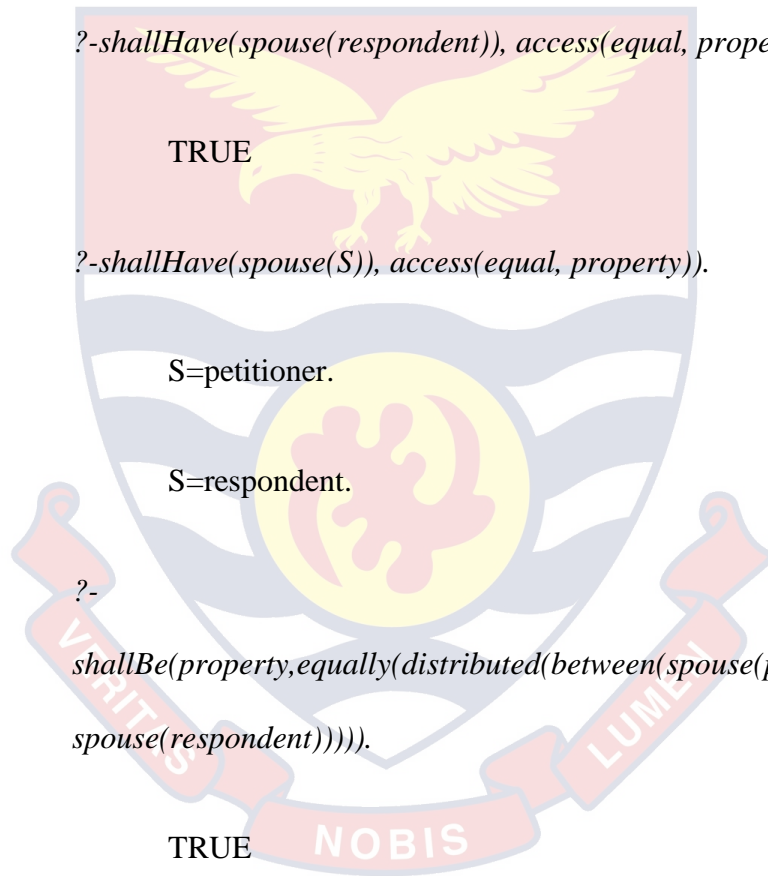 ?-shallHave(spouse(respondent)), access(equal,
TRUE
?-shallHave(spouse(S)), access(equal, property)).
S=petitioner.
S=respondent.
?-
shallBe(property,equally(distributed(between(spouse(
spouse(respondent))))).
TRUE
VERITAS
NOBIS
LUMEN